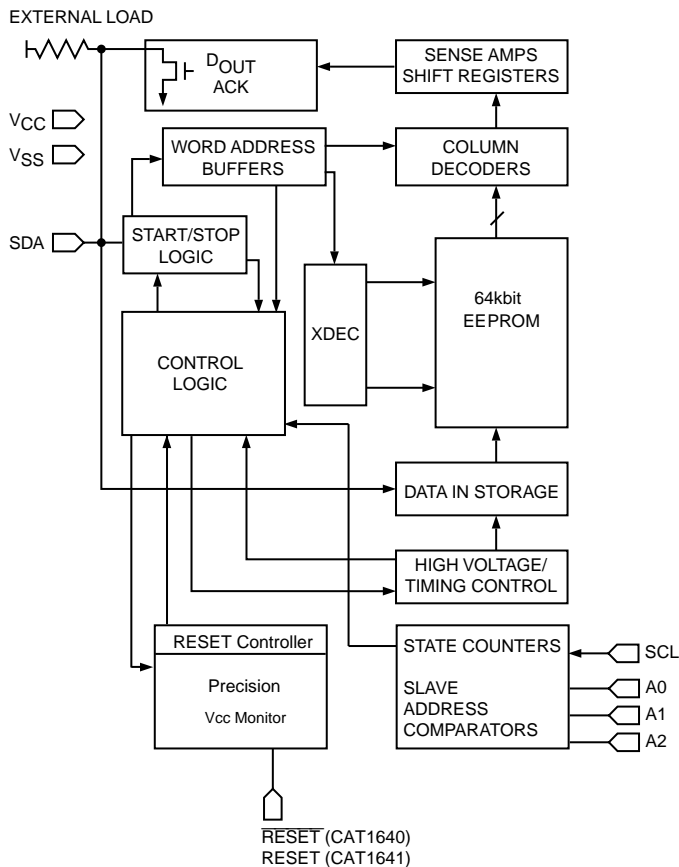 EXTERNAL LOAD
DOUT
ACK
SENSE AMPS
SHIFT REGISTERS
VCC
VSS
WORD ADDRESS
BUFFERS
COLUMN
DECODERS
SDA
START/STOP
LOGIC
XDEC
64kbit
EEPROM
CONTROL
LOGIC
DATA IN STORAGE
HIGH VOLTAGE/
TIMING CONTROL
RESET Controller
Precision
Vcc Monitor
STATE COUNTERS
SLAVE
ADDRESS
COMPARATORS
SCL
A0
A1
A2
RESET (CAT1640)
RESET (CAT1641)